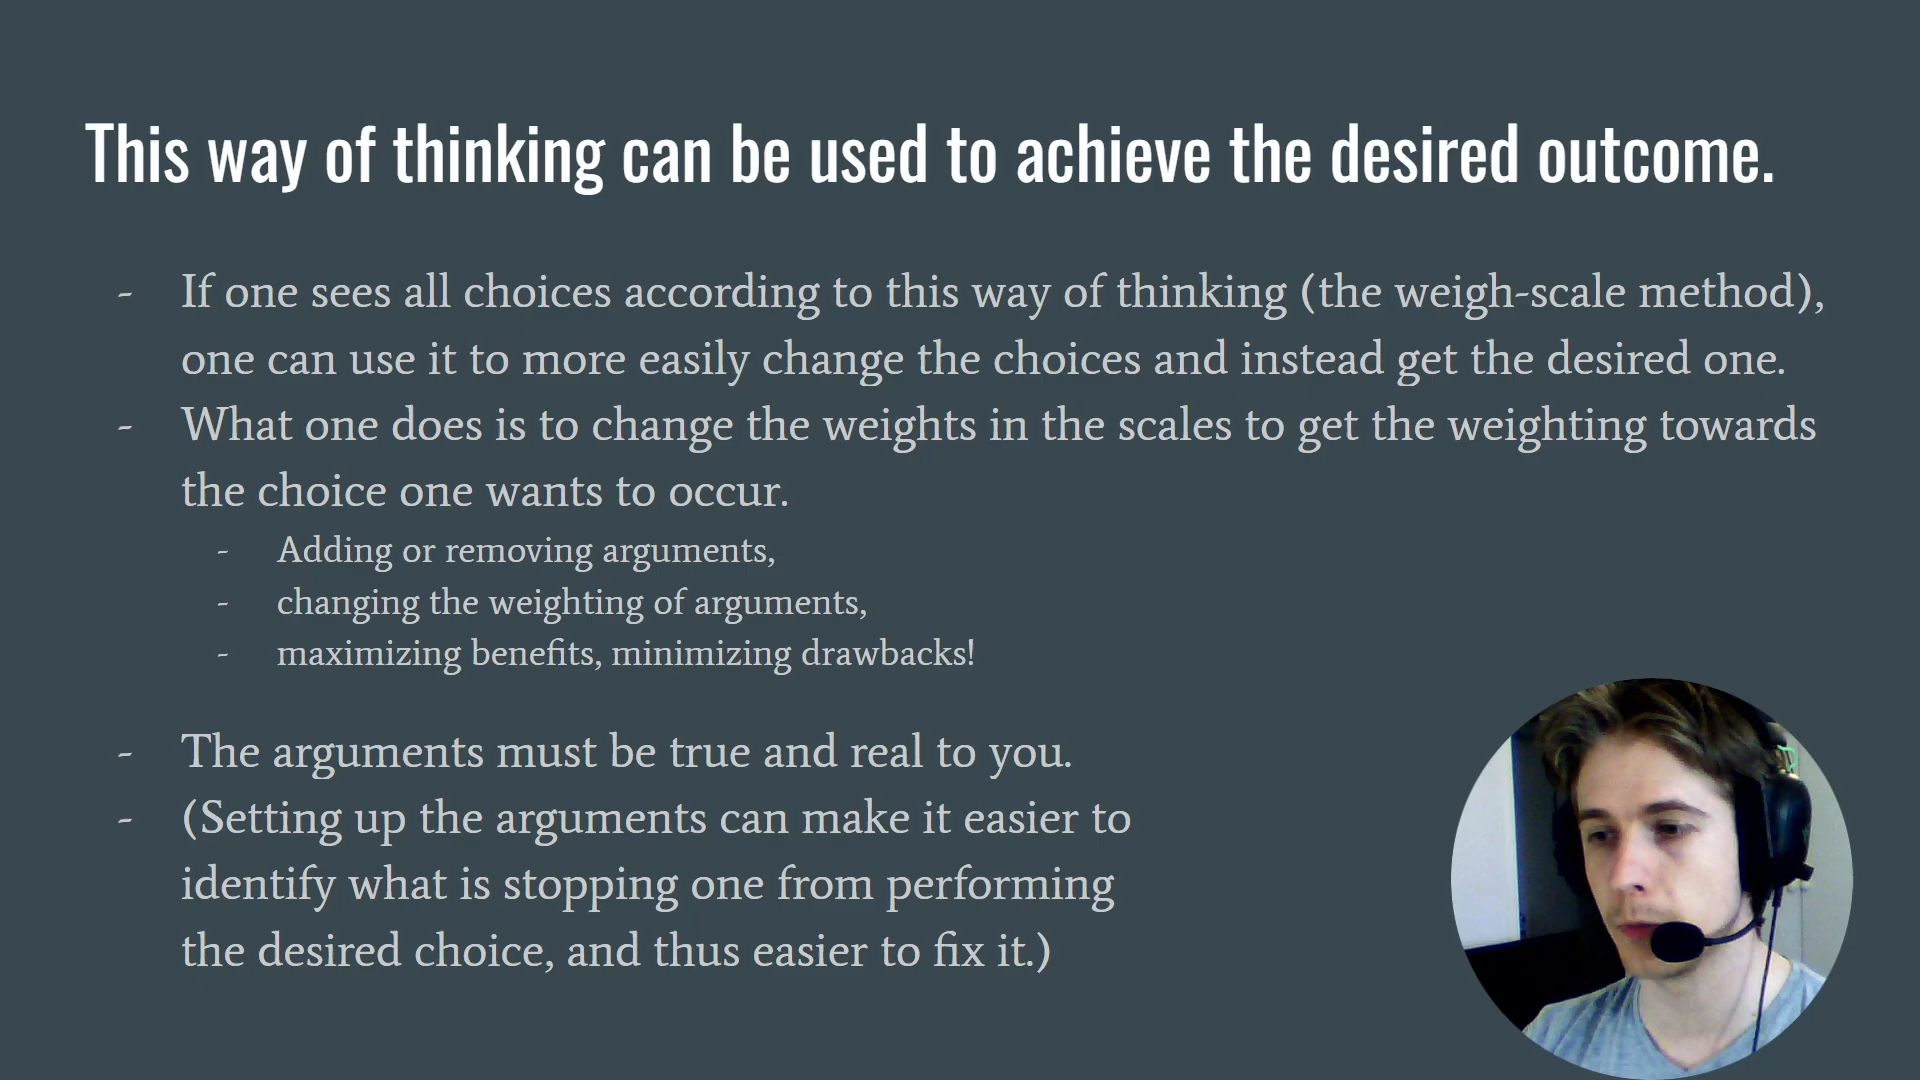 This way of thinking can be used to achieve the desired outcome.
- If one sees all choices according to this way of thinking (the weigh-scale method),
one can use it to more easily change the choices and instead get the desired one.
- What one does is to change the weights in the scales to get the weighting towards
the choice one wants to occur.
- Adding or removing arguments,
- changing the weighting of arguments,
- maximizing benefits, minimizing drawbacks!
- The arguments must be true and real to you.
- (Setting up the arguments can make it easier to
identify what is stopping one from performing
the desired choice, and thus easier to fix it.)